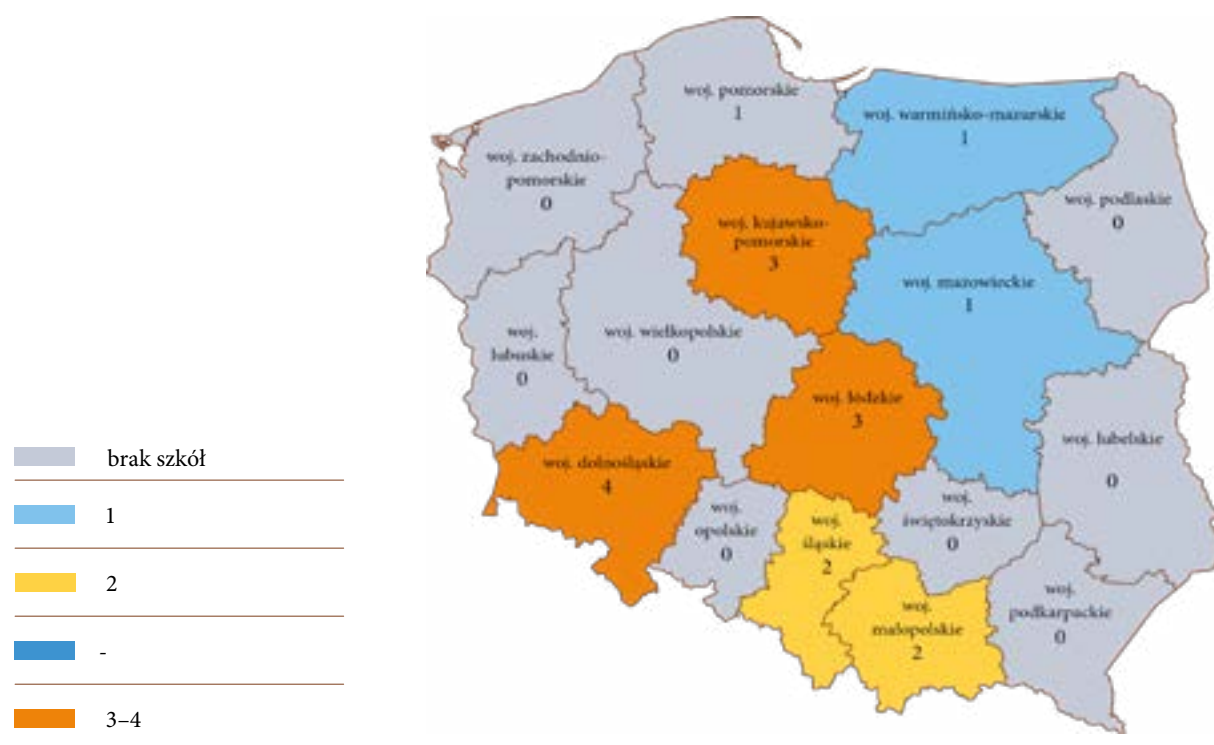 brak szkół
1
2
-
3–4
woj. pomorskie
1
woj. warmińsko-mazurskie
1
woj. zachodnio-
pomorskie
0
woj. podlaskie
0
woj. kujawsko-
pomorskie
3
woj. mazowieckie
1
woj.
lubuskie
0
woj. wielkopolskie
0
woj. łódzkie
3
woj. lubelskie
0
woj. dolnośląskie
4
woj.
opolskie
0
woj.
śląskie
2
woj.
świętokrzyskie
0
woj.
małopolskie
2
woj.
podkarpackie
0